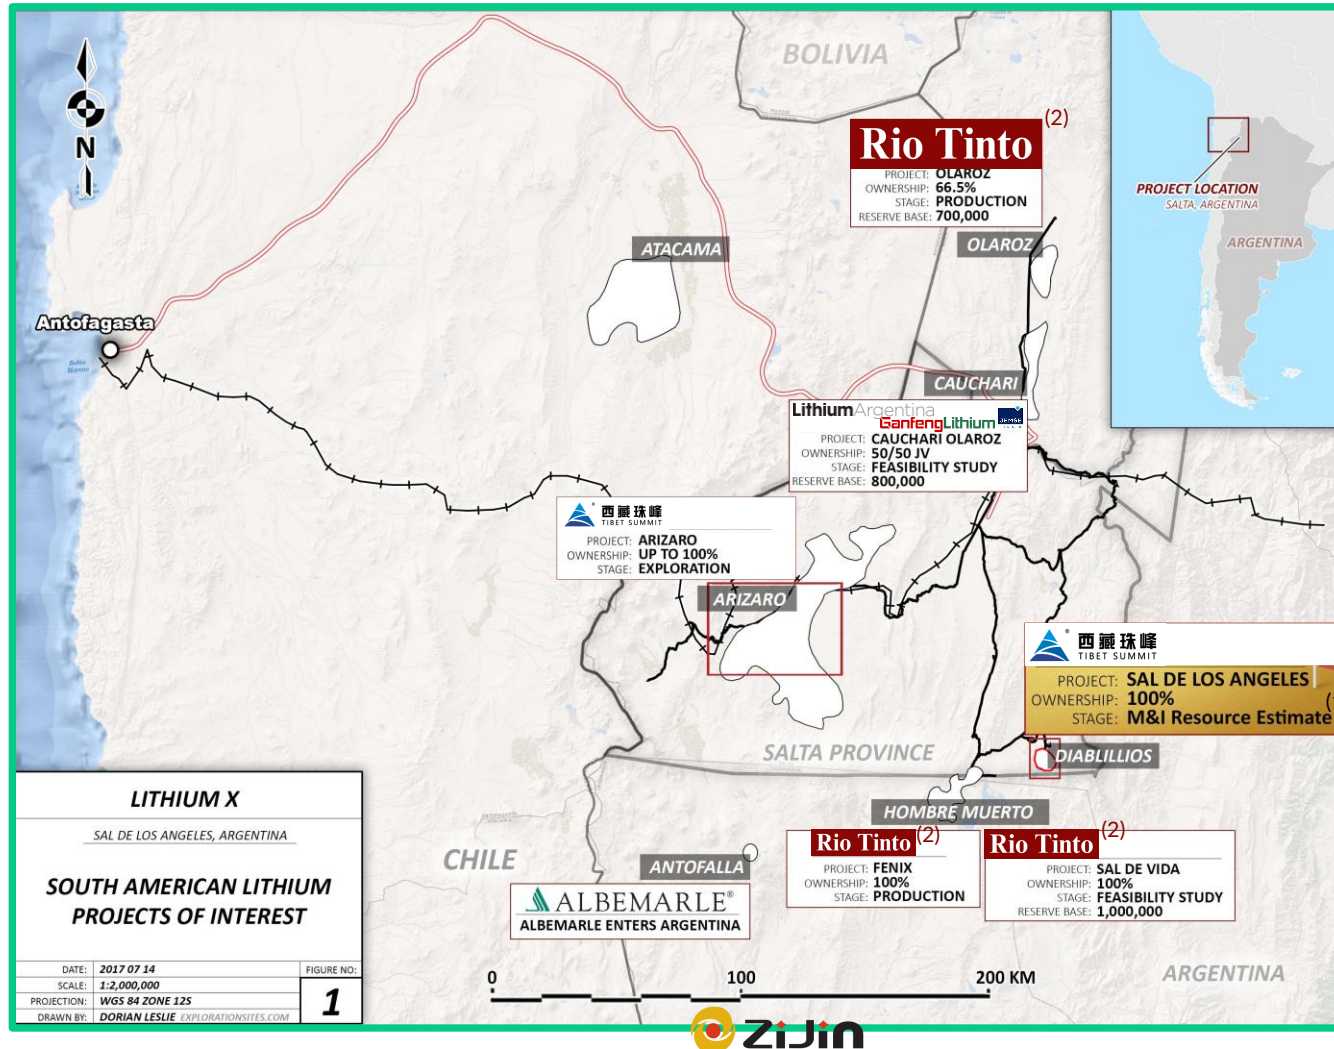 BOLIVIA
Rio Tinto (2)
PROJECT: OLAROZ
OWNERSHIP: 66.5%
STAGE: PRODUCTION
RESERVE BASE: 700,000
N
PROJECT LOCATION
SALTA, ARGENTINA
ARGENTINA
ATACAMA
OLAROZ
Antofagasta
CAUCHARI
LithiumArgentina
GanfengLithium JEMSE
PROJECT: CAUCHARI OLAROZ
OWNERSHIP: 50/50 JV
STAGE: FEASIBILITY STUDY
RESERVE BASE: 800,000
西藏珠峰
TIBET SUMMIT
PROJECT: ARIZARO
OWNERSHIP: UP TO 100%
STAGE: EXPLORATION
ARIZARO
® 西藏珠峰
TIBET SUMMIT
PROJECT: SAL DE LOS ANGELES
OWNERSHIP: 100%
STAGE: M&I Resource Estimate
SALTA PROVINCE
DIABLILLIOS
HOMBRE MUERTO
CHILE
ANTOFALLA
ALBEMARLE®
ALBEMARLE ENTERS ARGENTINA
Rio Tinto (2)
PROJECT: FENIX
OWNERSHIP: 100%
STAGE: PRODUCTION
Rio Tinto (2)
PROJECT: SAL DE VIDA
OWNERSHIP: 100%
STAGE: FEASIBILITY STUDY
RESERVE BASE: 1,000,000
ARGENTINA
0 100 200 KM
LITHIUM X
SAL DE LOS ANGELES, ARGENTINA
SOUTH AMERICAN LITHIUM
PROJECTS OF INTEREST
DATE: 2017 07 14
SCALE: 1:2,000,000
PROJECTION: WGS 84 ZONE 12S
DRAWN BY: DORIAN LESLIE EXPLORATIONSITES.COM
FIGURE NO:
1
ZIJIN